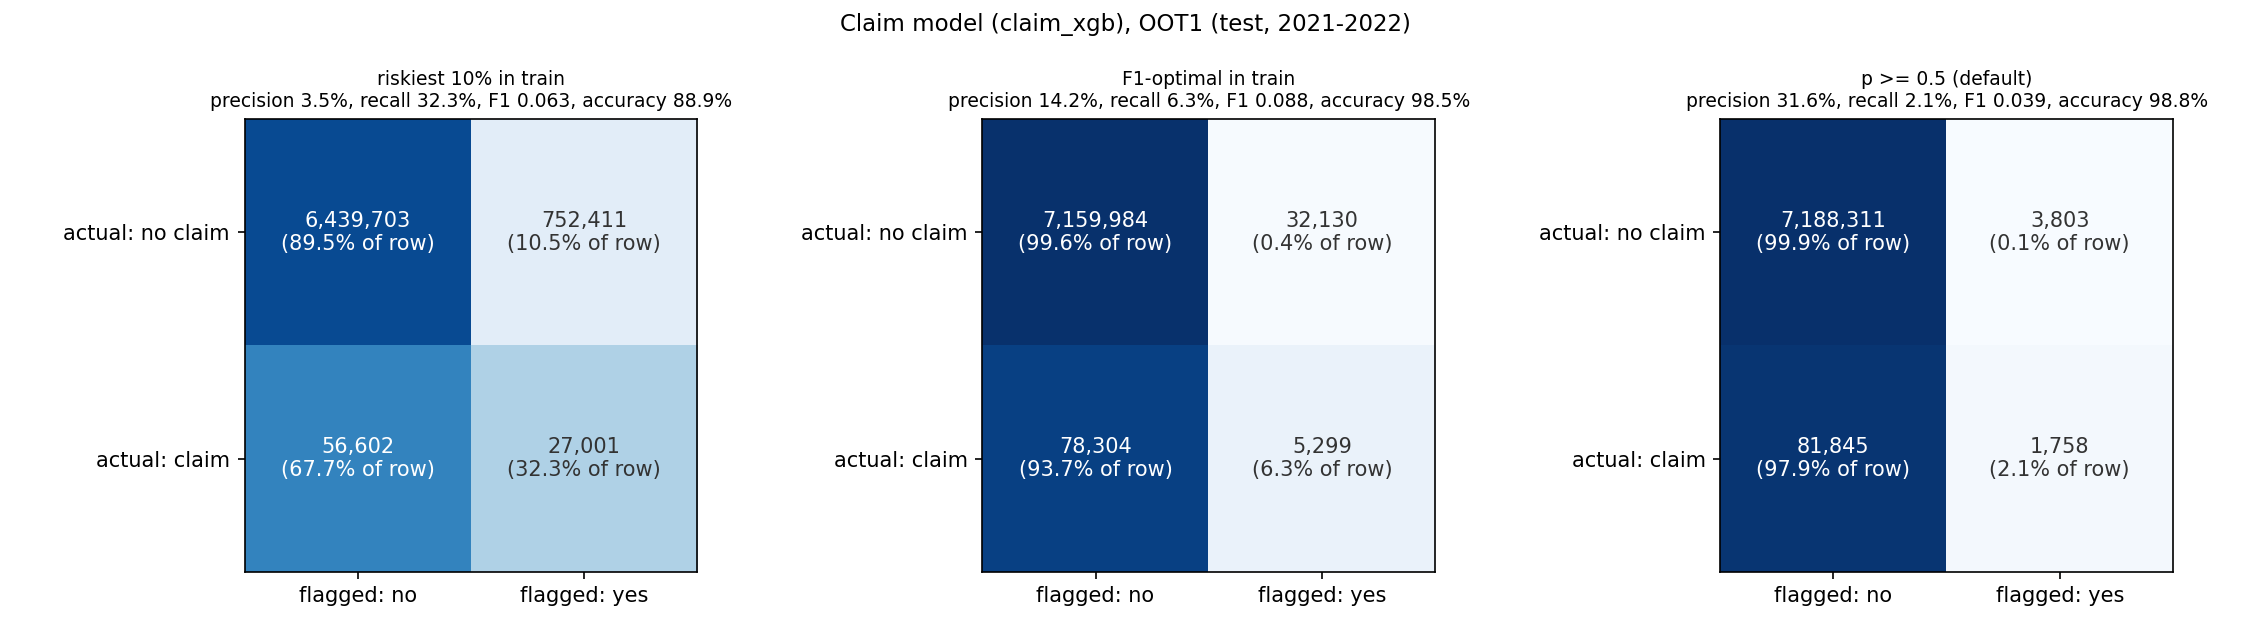 Claim model (claim_xgb), OOT1 (test, 2021-2022)
riskiest 10% in train
precision 3.5%, recall 32.3%, F1 0.063, accuracy 88.9%
actual: no claim
6,439,703
(89.5% of row)
752,411
(10.5% of row)
actual: claim
56,602
(67.7% of row)
27,001
(32.3% of row)
flagged: no
flagged: yes
F1-optimal in train
precision 14.2%, recall 6.3%, F1 0.088, accuracy 98.5%
actual: no claim
7,159,984
(99.6% of row)
32,130
(0.4% of row)
actual: claim
78,304
(93.7% of row)
5,299
(6.3% of row)
flagged: no
flagged: yes
p >= 0.5 (default)
precision 31.6%, recall 2.1%, F1 0.039, accuracy 98.8%
actual: no claim
7,188,311
(99.9% of row)
3,803
(0.1% of row)
actual: claim
81,845
(97.9% of row)
1,758
(2.1% of row)
flagged: no
flagged: yes